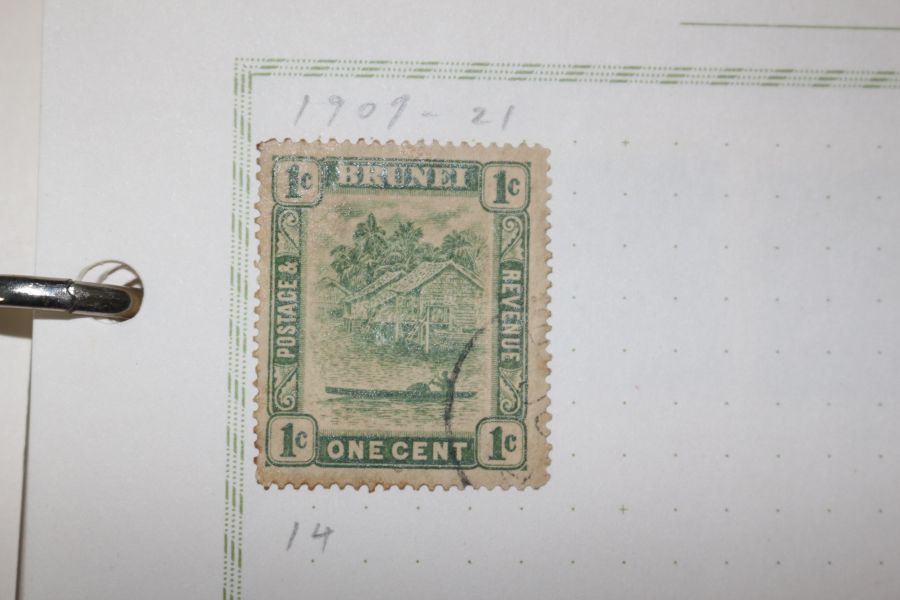 1909 - 21
1c BRUNEI 1c
POSTAGE &
REVENUE
1c ONE CENT 1c
14